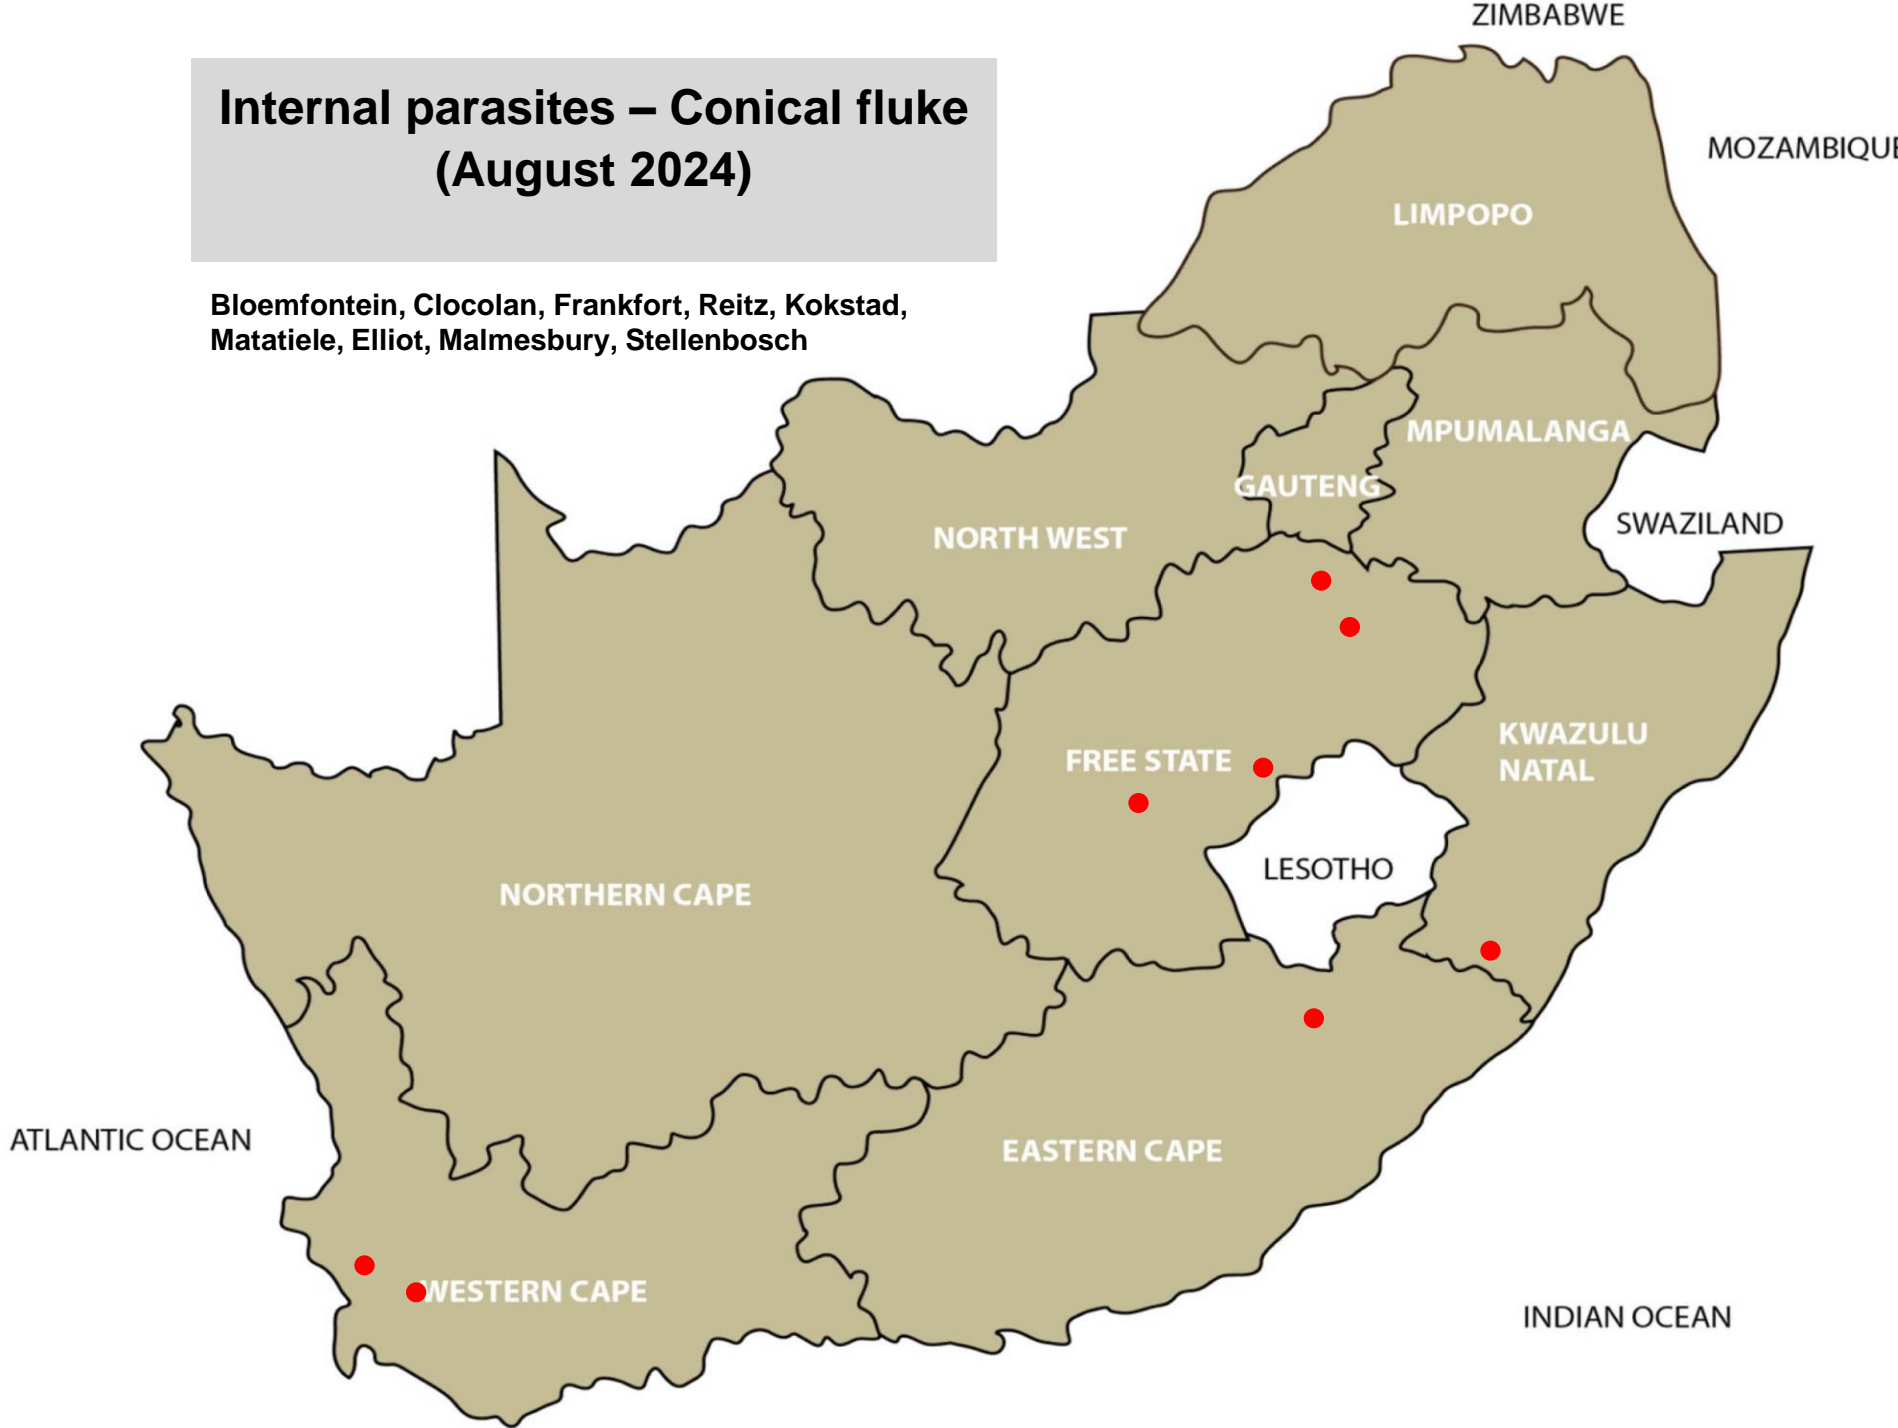 ZIMBABWE
Internal parasites – Conical fluke
(August 2024)
MOZAMBIQUE
LIMPOPO
Bloemfontein, Clocolan, Frankfort, Reitz, Kokstad,
Matatiele, Elliot, Malmesbury, Stellenbosch
MPUMALANGA
GAUTENG
SWAZILAND
NORTH WEST
KWAZULU
NATAL
FREE STATE
LESOTHO
NORTHERN CAPE
ATLANTIC OCEAN
EASTERN CAPE
WESTERN CAPE
INDIAN OCEAN